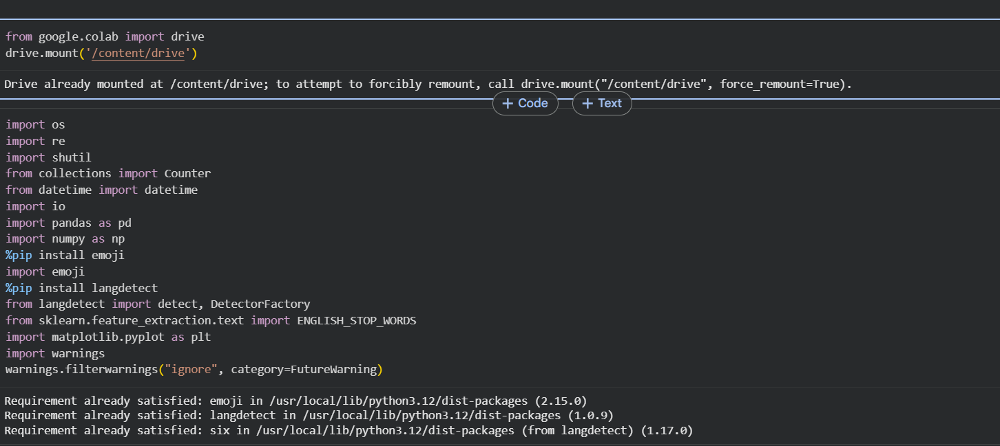 from google.colab import drive
drive.mount('/content/drive')
Drive already mounted at /content/drive; to attempt to forcibly remount, call drive.mount("/content/drive", force_remount=True).
+ Code + Text
import os
import re
import shutil
from collections import Counter
from datetime import datetime
import io
import pandas as pd
import numpy as np
%pip install emoji
import emoji
%pip install langdetect
from langdetect import detect, DetectorFactory
from sklearn.feature_extraction.text import ENGLISH_STOP_WORDS
import matplotlib.pyplot as plt
import warnings
warnings.filterwarnings("ignore", category=FutureWarning)
Requirement already satisfied: emoji in /usr/local/lib/python3.12/dist-packages (2.15.0)
Requirement already satisfied: langdetect in /usr/local/lib/python3.12/dist-packages (1.0.9)
Requirement already satisfied: six in /usr/local/lib/python3.12/dist-packages (from langdetect) (1.17.0)